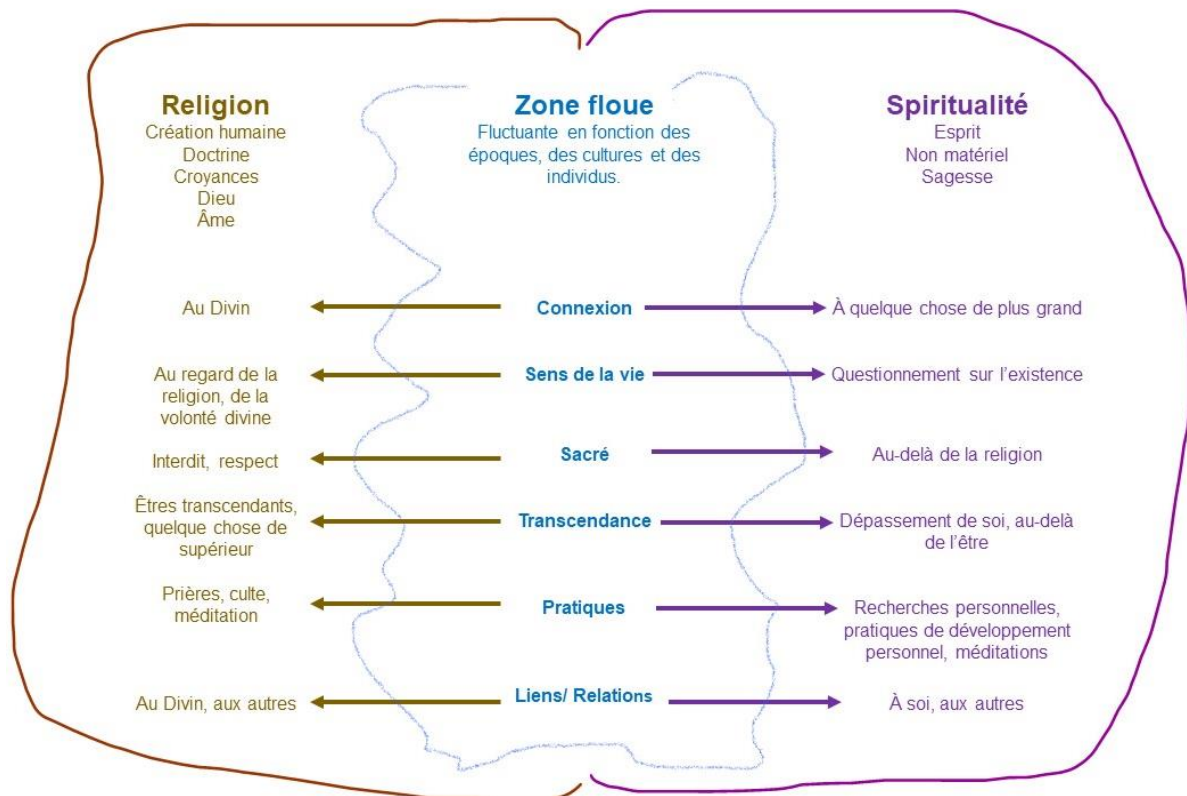 Religion
Création humaine
Doctrine
Croyances
Dieu
Âme
Zone floue
Fluctuante en fonction des
époques, des cultures et des
individus.
Spiritualité
Esprit
Non matériel
Sagesse
Au Divin
Connexion
À quelque chose de plus grand
Au regard de la
religion, de la
volonté divine
Sens de la vie
Questionnement sur l'existence
Interdit, respect
Sacré
Au-delà de la religion
Êtres transcendants,
quelque chose de
supérieur
Transcendance
Dépassement de soi, au-delà
de l'être
Prières, culte,
méditation
Pratiques
Recherches personnelles,
pratiques de développement
personnel, méditations
Au Divin, aux autres
Liens/ Relations
À soi, aux autres